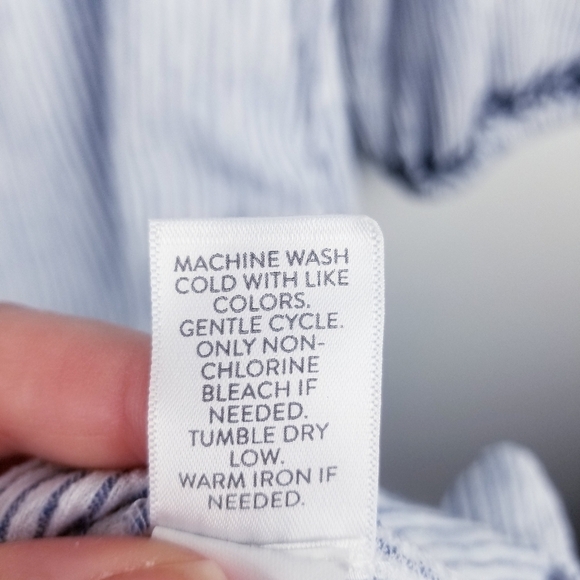 MACHINE WASH
COLD WITH LIKE
COLORS.
GENTLE CYCLE.
ONLY NON-
CHLORINE
BLEACH IF
NEEDED.
TUMBLE DRY
LOW.
WARM IRON IF
NEEDED.